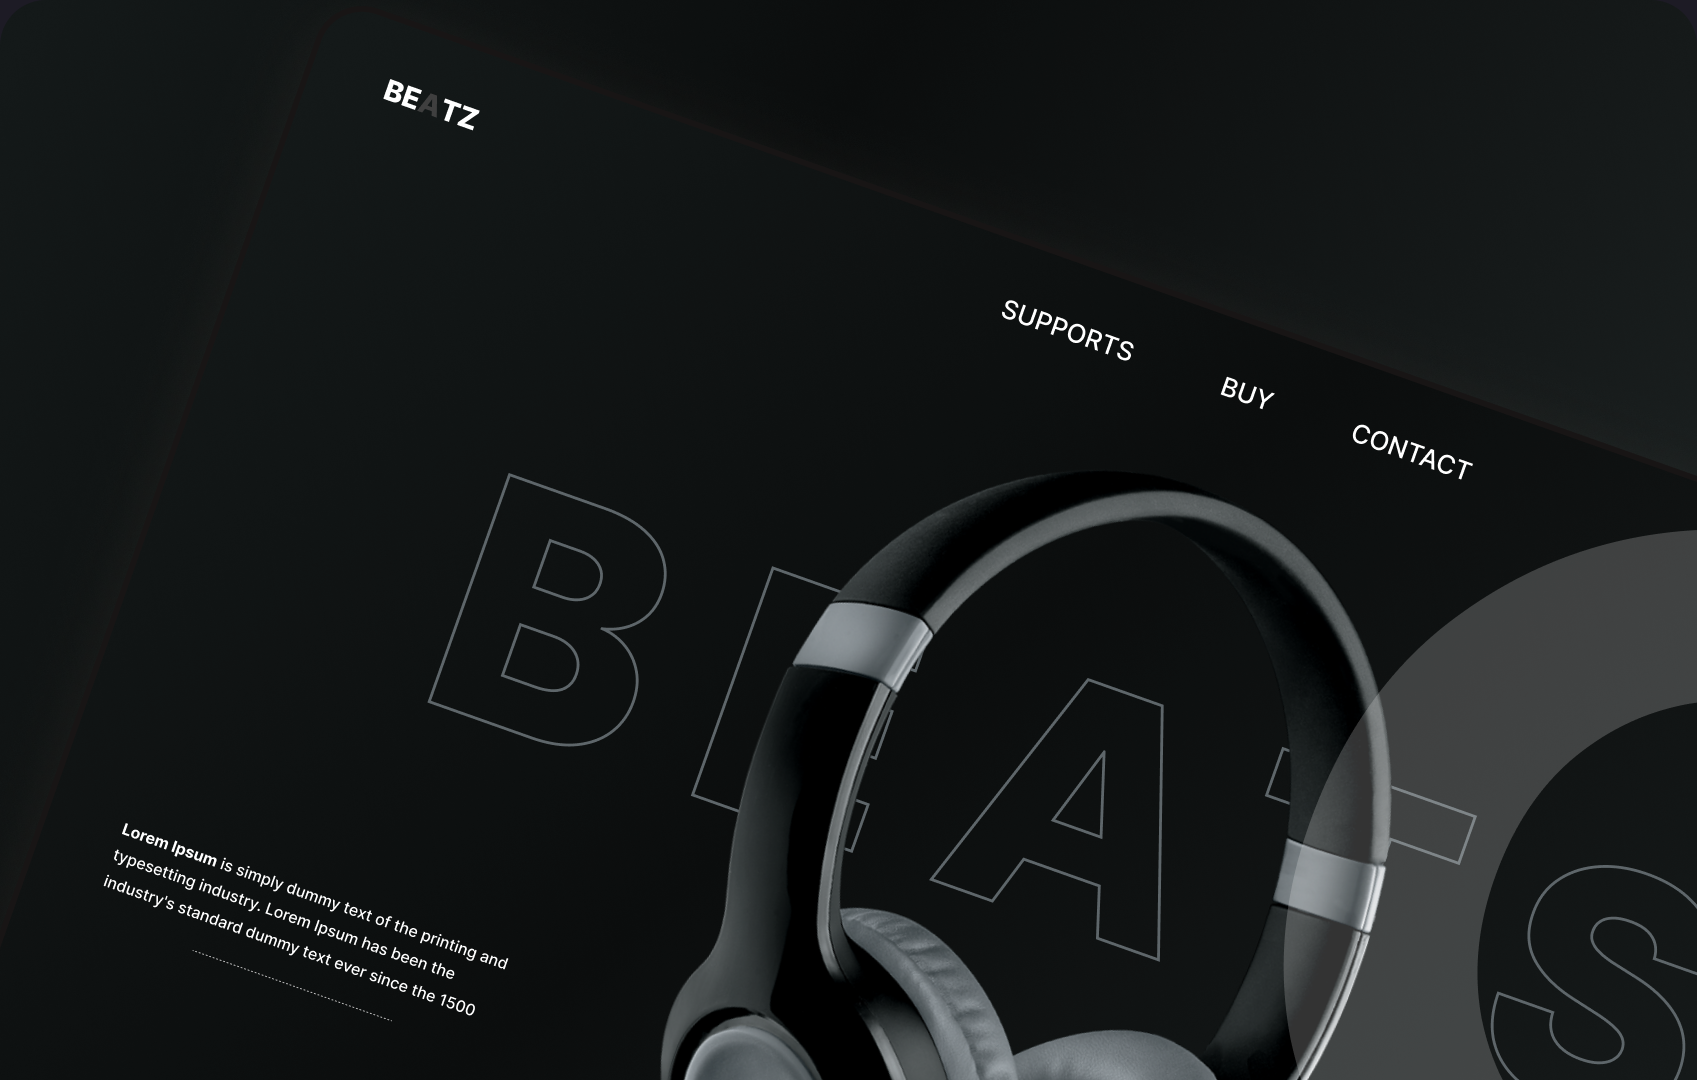 BEATZ
SUPPORTS
BUY
CONTACT
BEATS
Lorem Ipsum is simply dummy text of the printing and
typesetting industry. Lorem Ipsum has been the
industry's standard dummy text ever since the 1500